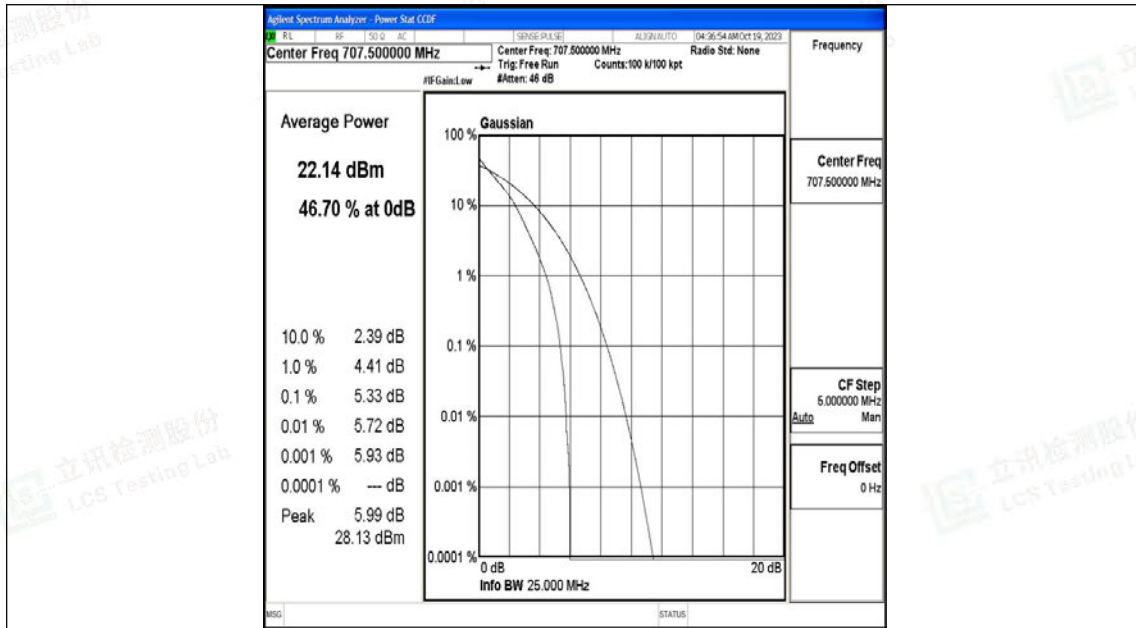 Agilent Spectrum Analyzer - Power Stat CCDF
RL RF 50 Ω AC SENSE:PULSE ALIGNAUTO 04:36:54 AM Oct 19, 2023
Center Freq 707.500000 MHz
Center Freq: 707.500000 MHz Radio Std: None
Trig: Free Run Counts:100 k/100 kpt
#IFGain:Low #Atten: 46 dB
Frequency
Average Power
22.14 dBm
46.70 % at 0dB
10.0 % 2.39 dB
1.0 % 4.41 dB
0.1 % 5.33 dB
0.01 % 5.72 dB
0.001 % 5.93 dB
0.0001 % --- dB
Peak 5.99 dB
28.13 dBm
Gaussian
100 %
10 %
1 %
0.1 %
0.01 %
0.001 %
0.0001 %
0 dB 20 dB
Info BW 25.000 MHz
Center Freq
707.500000 MHz
CF Step
5.000000 MHz
Auto Man
Freq Offset
0 Hz
MSG STATUS
立讯检测股份
LCS Testing Lab
立讯检测股份
LCS Testing L